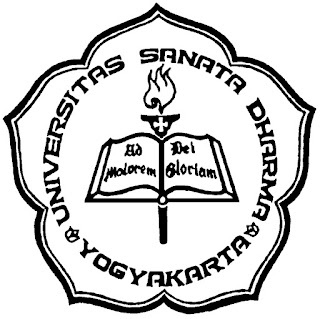 UNIVERSITAS SANATA DHARMA
Ad Dei
Maiorem Gloriam
YOGYAKARTA